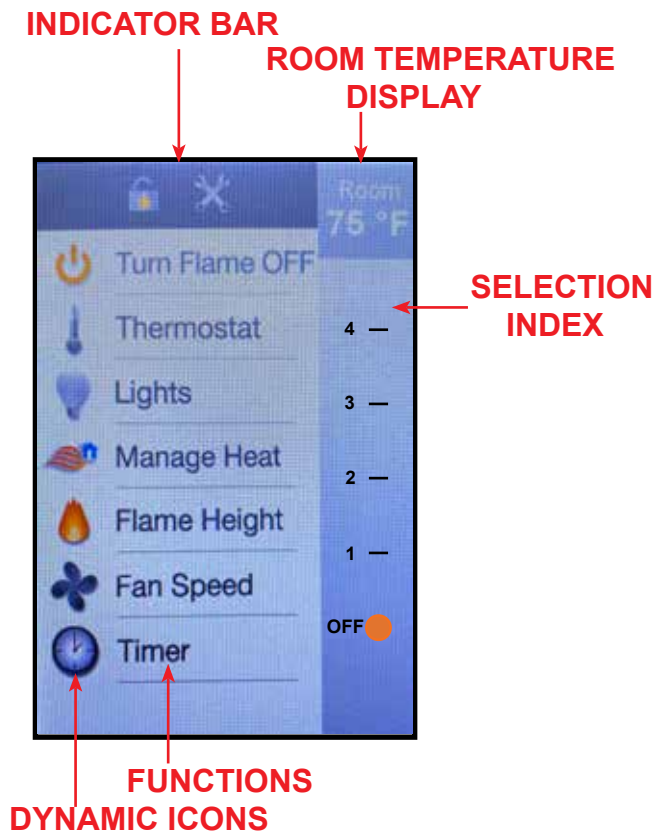 INDICATOR BAR
ROOM TEMPERATURE
DISPLAY
Room
75 °F
Turn Flame OFF
Thermostat
Lights
Manage Heat
Flame Height
Fan Speed
Timer
SELECTION
INDEX
4
3
2
1
OFF
FUNCTIONS
DYNAMIC ICONS